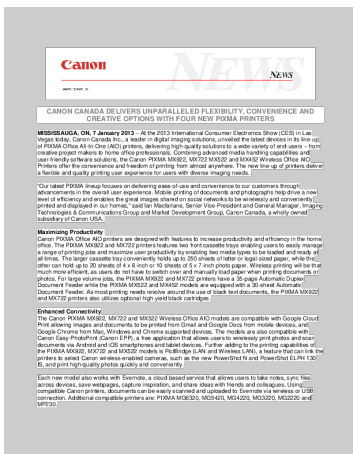 Canon
NEWS
NEWS
CANON CANADA DELIVERS UNPARALLELED FLEXIBILITY, CONVENIENCE AND
CREATIVE OPTIONS WITH FOUR NEW PIXMA PRINTERS
MISSISSAUGA, ON, 7 January 2013 – At the 2013 International Consumer Electronics Show (CES) in Las
Vegas today, Canon Canada Inc., a leader in digital imaging solutions, unveiled the latest devices in its line-up
of PIXMA Office All-In-One (AIO) printers, delivering high-quality solutions to a wide variety of end-users – from
creative project makers to home office professionals. Combining advanced media handling capabilities and
user friendly software solutions, the Canon PIXMA MX922, MX722 MX522 and MX452 Wireless Office AIO
Printers offer the convenience and freedom of printing from almost anywhere. The new line-up of printers deliver
a flexible and quality printing user experience for users with diverse imaging needs.
"Our latest PIXMA lineup focuses on delivering ease-of-use and convenience to our customers through
advancements in the overall user experience. Mobile printing of documents and photographs help drive a new
level of efficiency and enables the great images shared on social networks to be wirelessly and conveniently
printed and displayed in our homes," said Ian Macfarlane, Senior Vice-President and General Manager, Imaging
Technologies & Communications Group and Market Development Group, Canon Canada, a wholly owned
subsidiary of Canon USA.
Maximizing Productivity
Canon PIXMA Office AIO printers are designed with features to increase productivity and efficiency in the home
office. The PIXMA MX922 and MX722 printers features two front cassette trays enabling users to easily manage
a range of printing jobs and maximize user productivity by enabling two media types to be loaded and ready at
all times. The larger cassette tray conveniently holds up to 250 sheets of letter or legal-sized paper, while the
other can hold up to 20 sheets of 4 x 6 inch or 10 sheets of 5 x 7 inch photo paper. Wireless printing will be that
much more efficient, as users do not have to switch over and manually load paper when printing documents or
photos. For large volume jobs, the PIXMA MX922 and MX722 printers have a 35-page Automatic Duplex
Document Feeder while the PIXMA MX522 and MX452 models are equipped with a 30-sheet Automatic
Document Feeder. As most printing needs revolve around the use of black text documents, the PIXMA MX922
and MX722 printers also utilizes optional high-yield black cartridges.
Enhanced Connectivity
The Canon PIXMA MX922, MX722 and MX522 Wireless Office AIO models are compatible with Google Cloud
Print allowing images and documents to be printed from Gmail and Google Docs from mobile devices, and
Google Chrome from Mac, Windows and Chrome supported devices. The models are also compatible with
Canon Easy-PhotoPrint (Canon EPP), a free application that allows users to wirelessly print photos and scan
documents via Android and iOS smartphones and tablet devices. Further adding to the printing capabilities of
the PIXMA MX922, MX722 and MX522 models is PictBridge (LAN and Wireless LAN), a feature that can link the
printers to select Canon wireless-enabled cameras, such as the new PowerShot N and PowerShot ELPH 130
IS, and print high-quality photos quickly and conveniently.
Each new model also works with Evernote, a cloud based service that allows users to take notes, sync files
across devices, save webpages, capture inspiration, and share ideas with friends and colleagues. Using
compatible Canon printers, documents can be easily scanned and uploaded to Evernote via wireless or USB
connection. Additional compatible printers are: PIXMA MG6320, MG5420, MG4220, MG3220, MG2220 and
MP230.